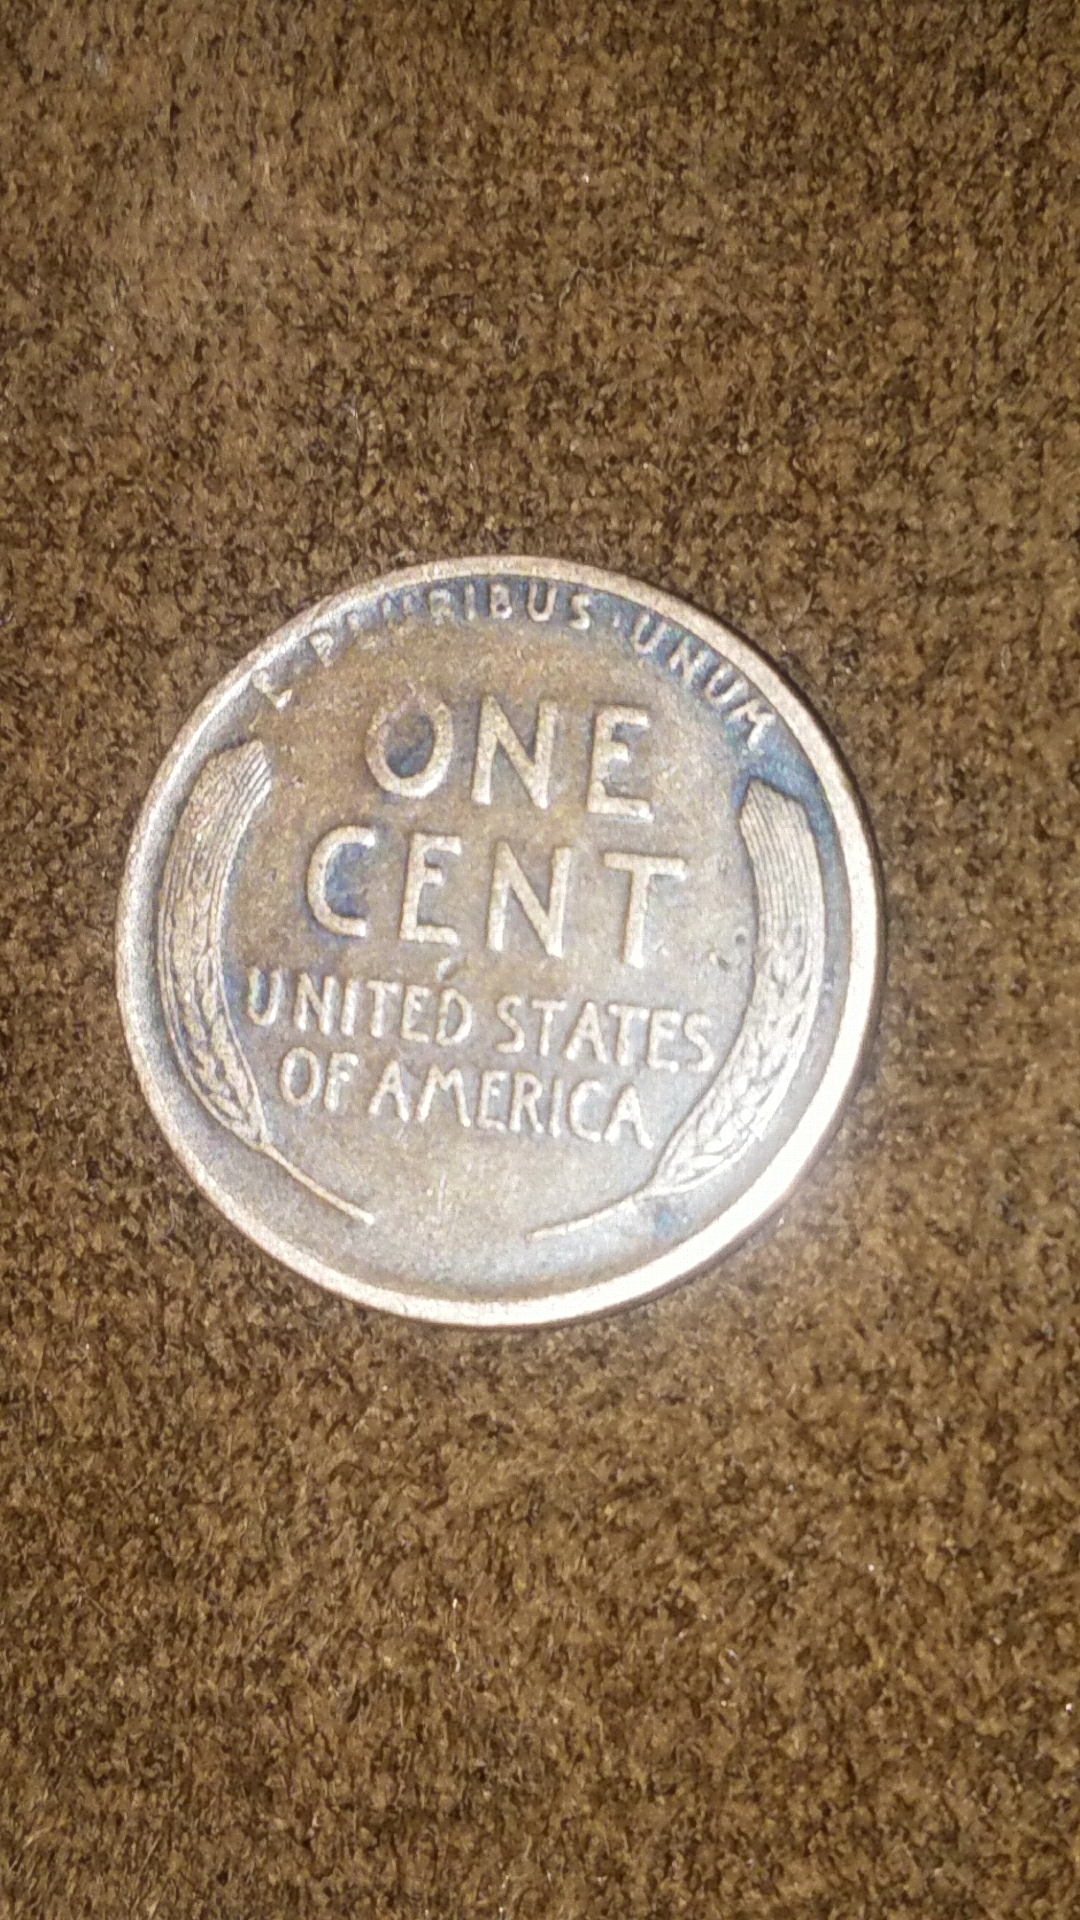 E PLURIBUS·UNUM
ONE
CENT
UNITED STATES
OF AMERICA